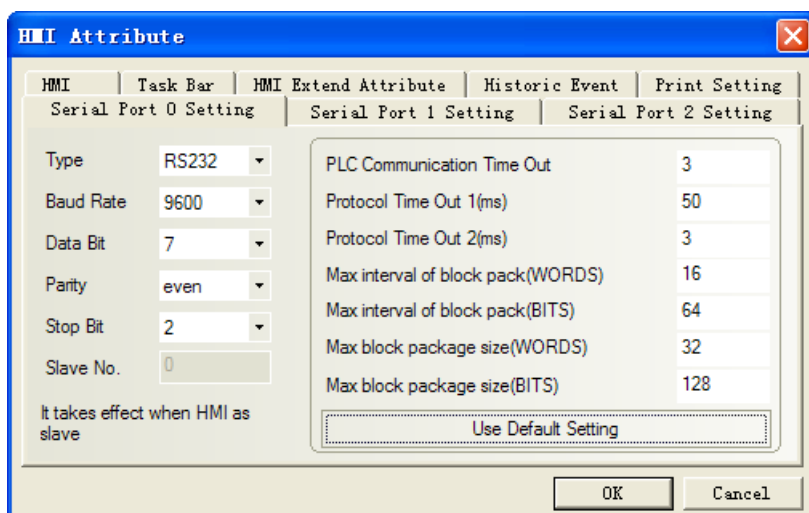 HMI Attribute
HMI Task Bar HMI Extend Attribute Historic Event Print Setting
Serial Port 0 Setting Serial Port 1 Setting Serial Port 2 Setting
Type RS232
Baud Rate 9600
Data Bit 7
Parity even
Stop Bit 2
Slave No. 0
It takes effect when HMI as
slave
PLC Communication Time Out 3
Protocol Time Out 1(ms) 50
Protocol Time Out 2(ms) 3
Max interval of block pack(WORDS) 16
Max interval of block pack(BITS) 64
Max block package size(WORDS) 32
Max block package size(BITS) 128
Use Default Setting
OK Cancel